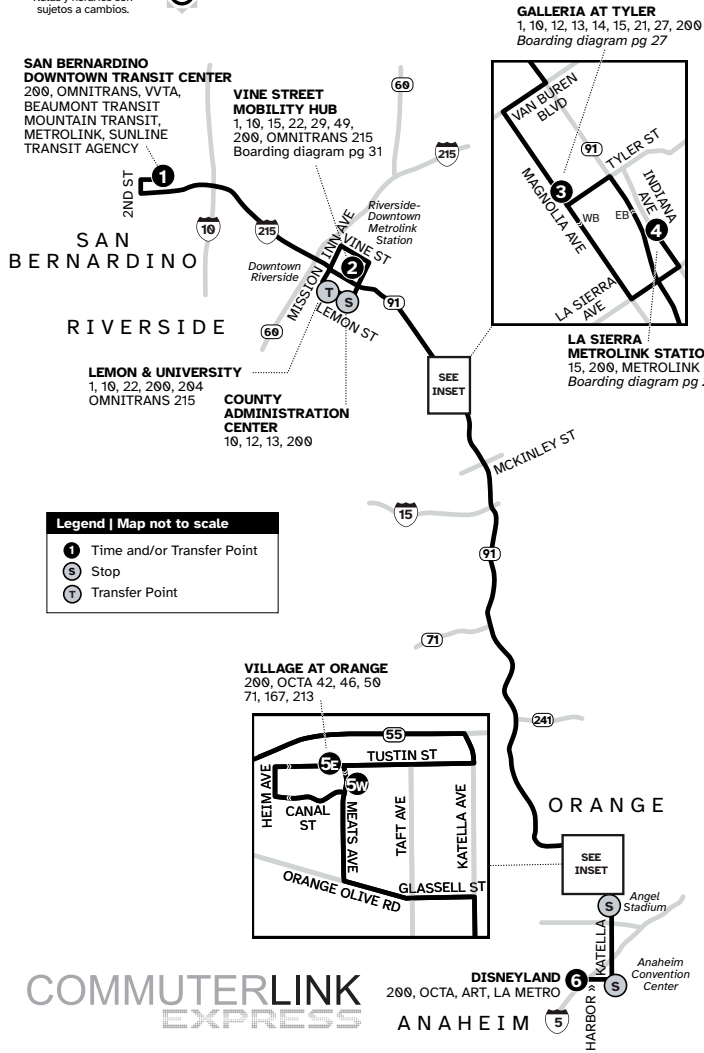 sujetos a cambios.
GALLERIA AT TYLER
1, 10, 12, 13, 14, 15, 21, 27, 200
Boarding diagram pg 27
SAN BERNARDINO
DOWNTOWN TRANSIT CENTER
200, OMNITRANS, VVTA,
BEAUMONT TRANSIT
MOUNTAIN TRANSIT,
METROLINK, SUNLINE
TRANSIT AGENCY
VINE STREET
MOBILITY HUB
1, 10, 15, 22, 29, 49,
200, OMNITRANS 215
Boarding diagram pg 31
60
215
VAN BUREN
BLVD
91
TYLER ST
MAGNOLIA AVE
INDIANA
AVE
3
WB
EB
4
LA SIERRA
AVE
2ND ST
1
10
215
SAN
BERNARDINO
Riverside-
Downtown
Metrolink
Station
MISSION INN AVE
VINE ST
Downtown
Riverside
2
T
S
LEMON ST
91
RIVERSIDE
60
LA SIERRA
METROLINK STATIO
15, 200, METROLINK
Boarding diagram pg
LEMON & UNIVERSITY
1, 10, 22, 200, 204
OMNITRANS 215
COUNTY
ADMINISTRATION
CENTER
10, 12, 13, 200
SEE
INSET
MCKINLEY ST
15
91
Legend | Map not to scale
1 Time and/or Transfer Point
S Stop
T Transfer Point
71
VILLAGE AT ORANGE
200, OCTA 42, 46, 50
71, 167, 213
241
55
TUSTIN ST
5E
5W
HEIM AVE
CANAL
ST
MEATS AVE
TAFT AVE
KATELLA AVE
ORANGE OLIVE RD
GLASSELL ST
ORANGE
SEE
INSET
S
Angel
Stadium
KATELLA
Anaheim
Convention
Center
S
DISNEYLAND
200, OCTA, ART, LA METRO
6
HARBOR »
5
ANAHEIM
COMMUTERLINK
EXPRESS